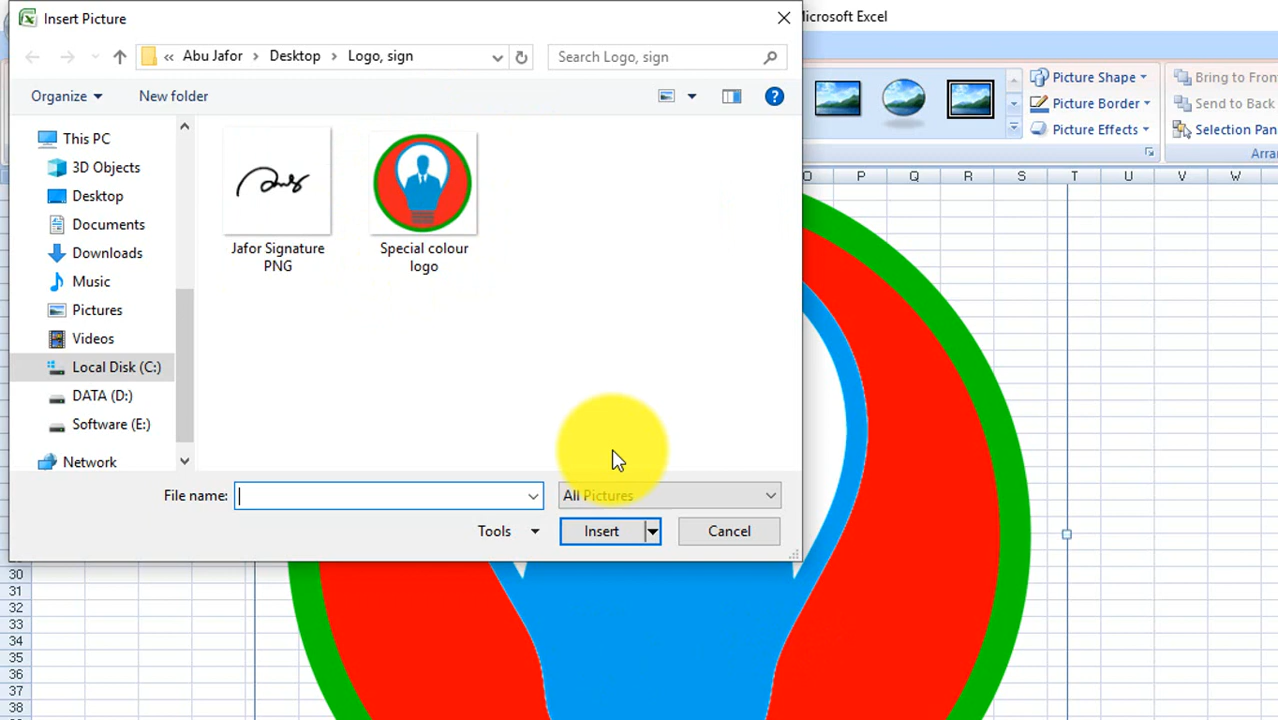 Insert Picture
Microsoft Excel
« Abu Jafor > Desktop > Logo, sign
Search Logo, sign
Organize
New folder
Picture Shape
Picture Border
Picture Effects
Bring to Fron
Send to Back
Selection Pan
Arra
This PC
3D Objects
Desktop
Documents
Downloads
Music
Pictures
Videos
Local Disk (C:)
DATA (D:)
Software (E:)
Network
Jafor Signature
PNG
Special colour
logo
O P Q R S T U V W
File name:
All Pictures
Tools
Insert
Cancel
30
31
32
33
34
35
36
37
38